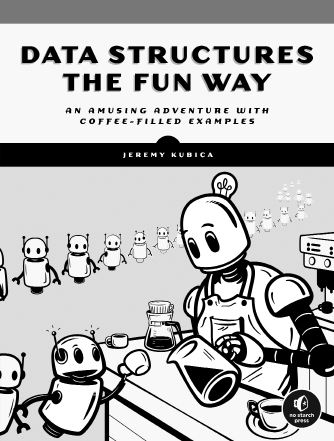 DATA STRUCTURES
THE FUN WAY
AN AMUSING ADVENTURE WITH
COFFEE-FILLED EXAMPLES
JEREMY KUBICA
no starch
press